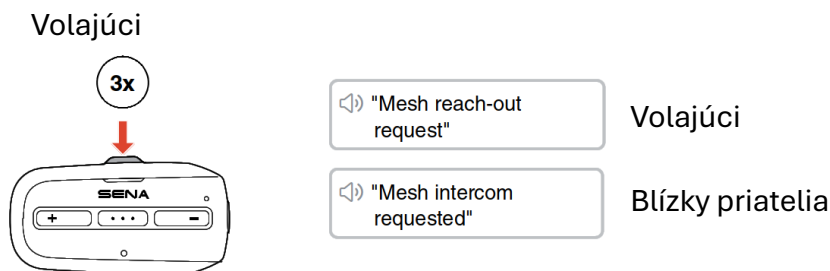 Volajúci
3x
SENA
+ ... -
"Mesh reach-out
request"
Volajúci
"Mesh intercom
requested"
Blízky priatelia